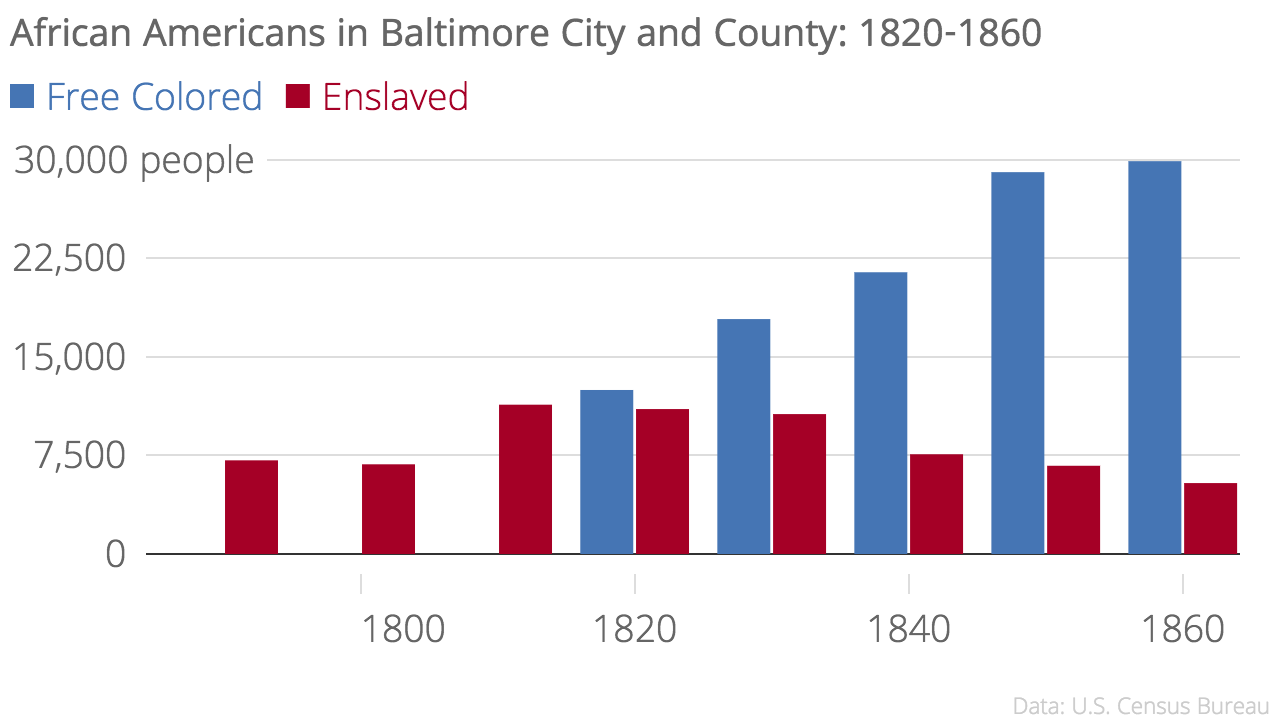 African Americans in Baltimore City and County: 1820-1860
Free Colored Enslaved
30,000 people
22,500
15,000
7,500
0
1800 1820 1840 1860
Data: U.S. Census Bureau